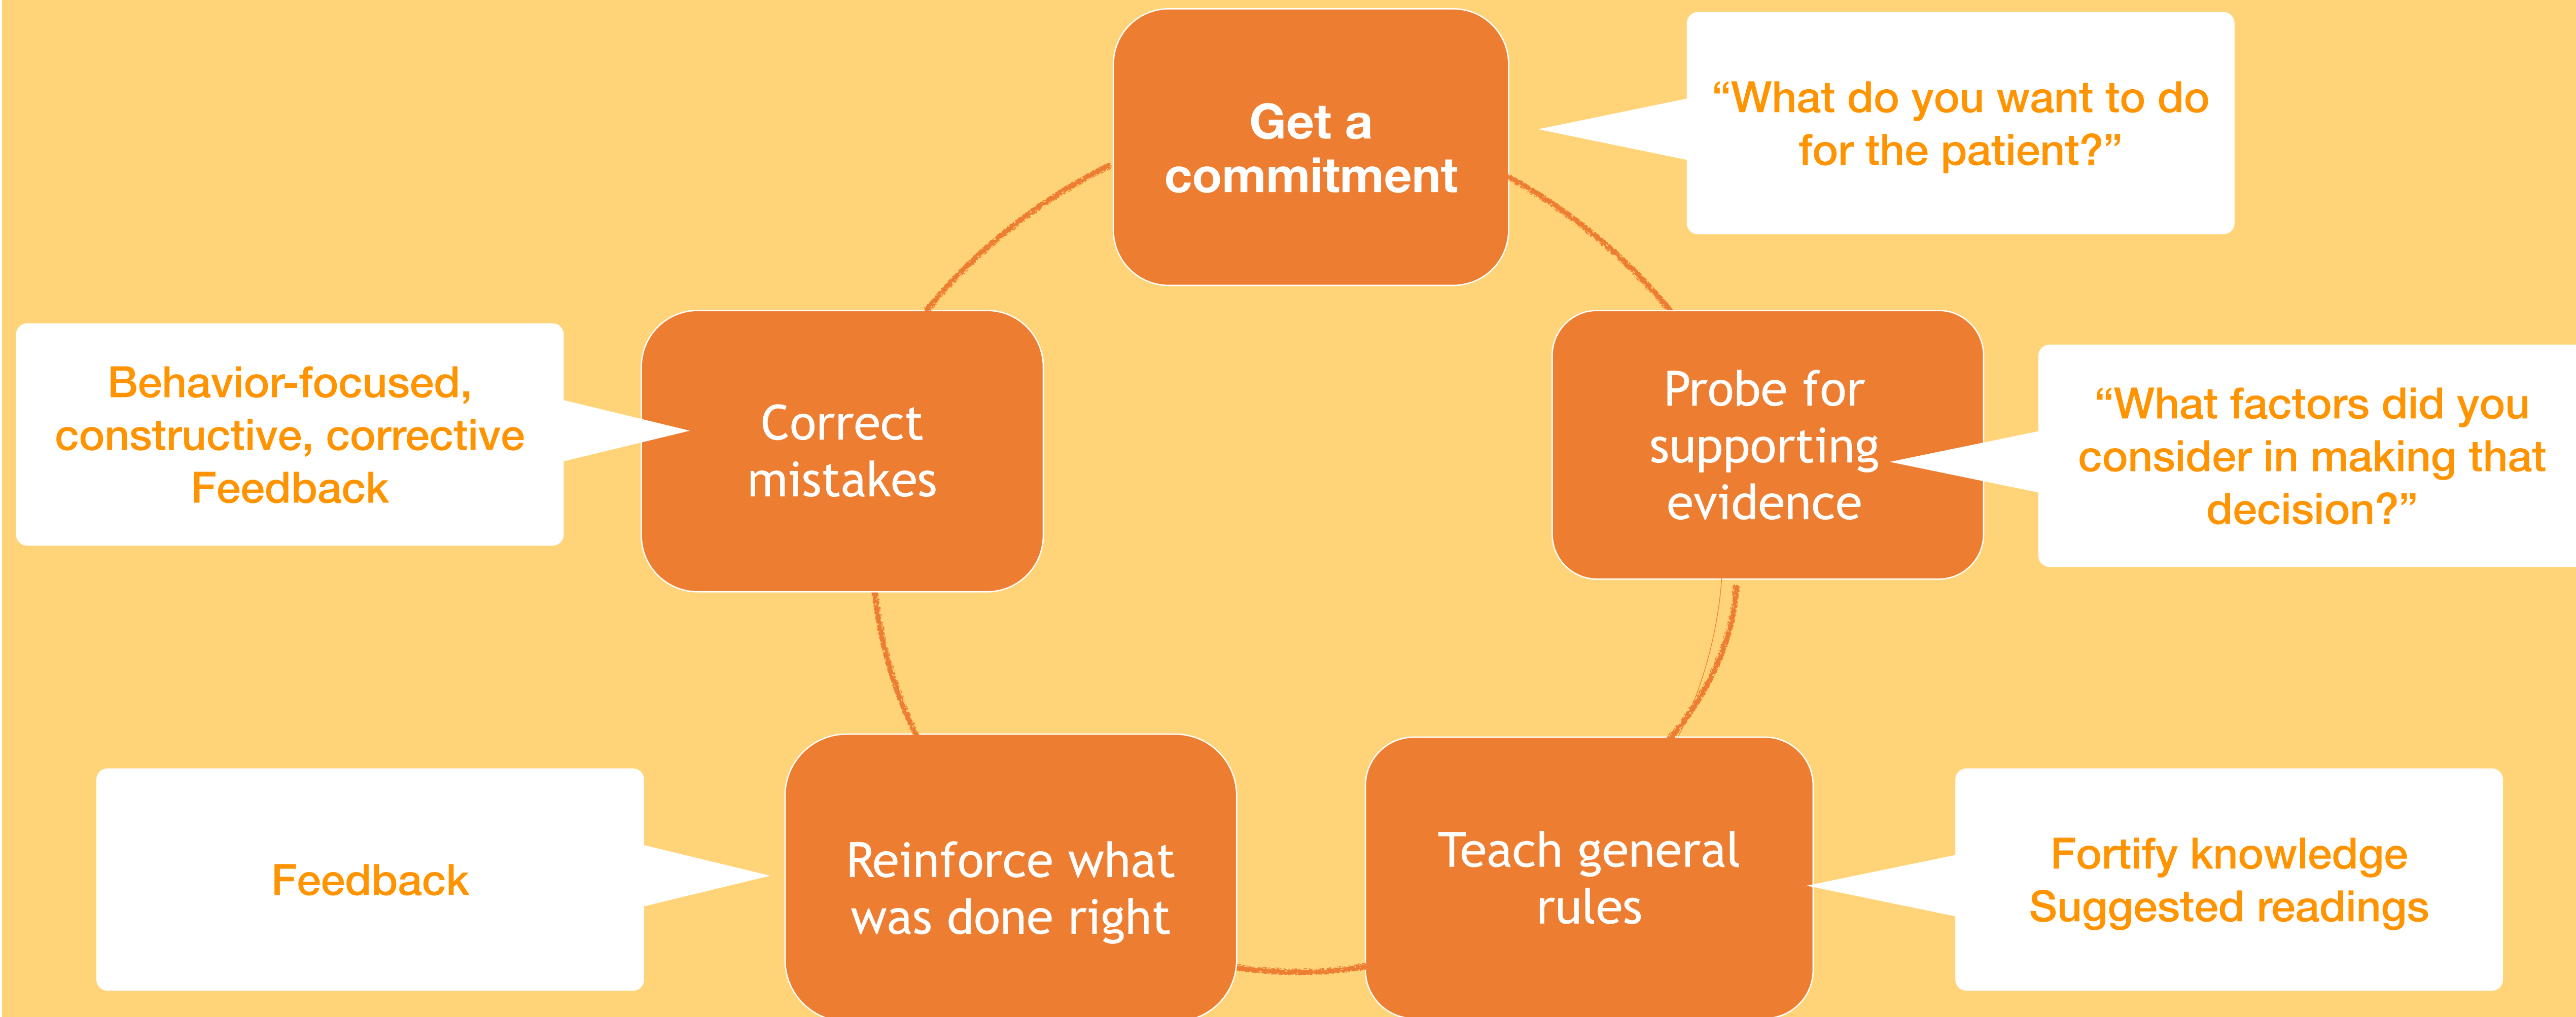 Get a
commitment
“What do you want to do
for the patient?”
Probe for
supporting
evidence
“What factors did you
consider in making that
decision?”
Teach general
rules
Fortify knowledge
Suggested readings
Reinforce what
was done right
Feedback
Correct
mistakes
Behavior-focused,
constructive, corrective
Feedback